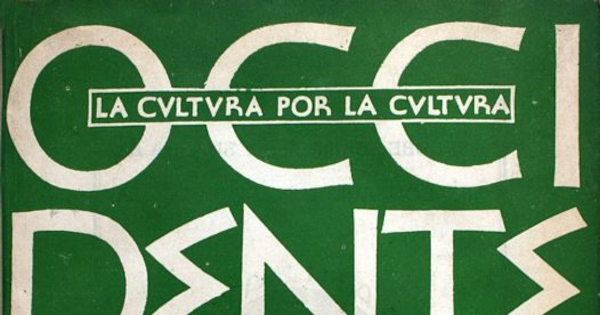 OCCI
LA CVLTVRA POR LA CVLTVRA
DENTE